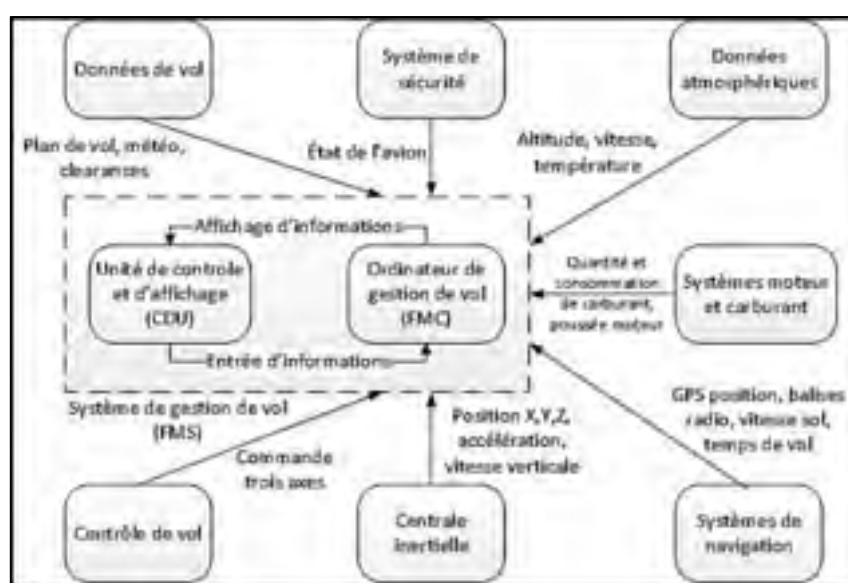 Données de vol
Système de
sécurité
Données
atmosphériques
Plan de vol, météo,
clearances
État de l'avion
Altitude, vitesse,
température
Affichage d'informations
Unité de controle
et d'affichage
(CDU)
Ordinateur de
gestion de vol
(FMC)
Quantité et
consommation
de carburant,
poussée moteur
Systèmes moteur
et carburant
Entrée d'informations
Système de gestion de vol
(FMS)
Commande
trois axes
Position X,Y,Z,
accélération,
vitesse verticale
GPS position, balises
radio, vitesse sol,
temps de vol
Contrôle de vol
Centrale
inertielle
Systèmes de
navigation